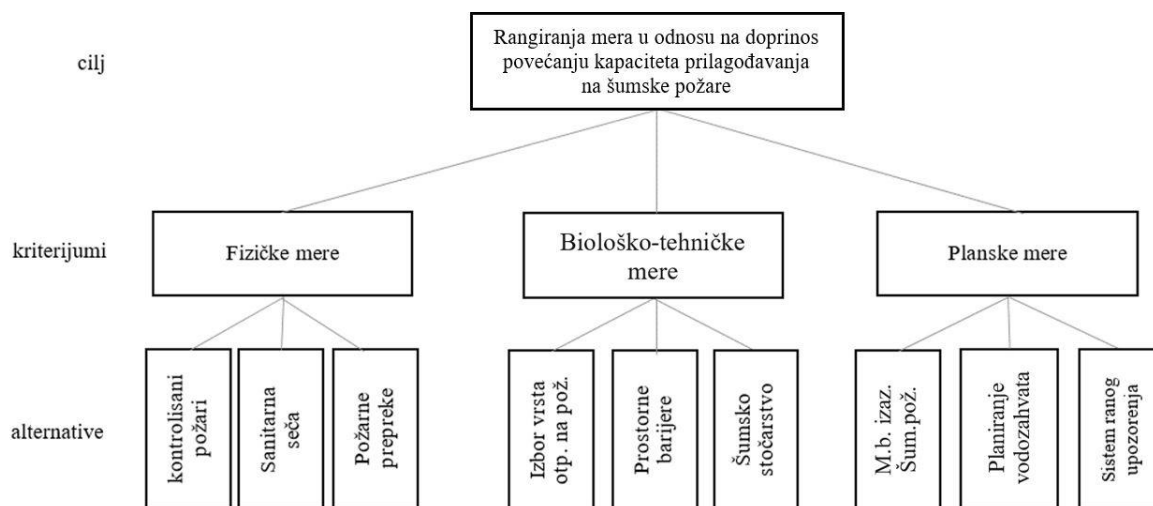 cilj
Rangiranja mera u odnosu na doprinos
povećanju kapaciteta prilagođavanja
na šumske požare
kriterijumi
Fizičke mere
Biološko-tehničke
mere
Planske mere
alternative
kontrolisani
požari
Sanitarna
seča
Požarne
prepreke
Izbor vrsta
otp. na pož.
Prostorne
barijere
Šumsko
stočarstvo
M.b. izaz.
Šum.pož.
Planiranje
vodozahvata
Sistem ranog
upozorenja